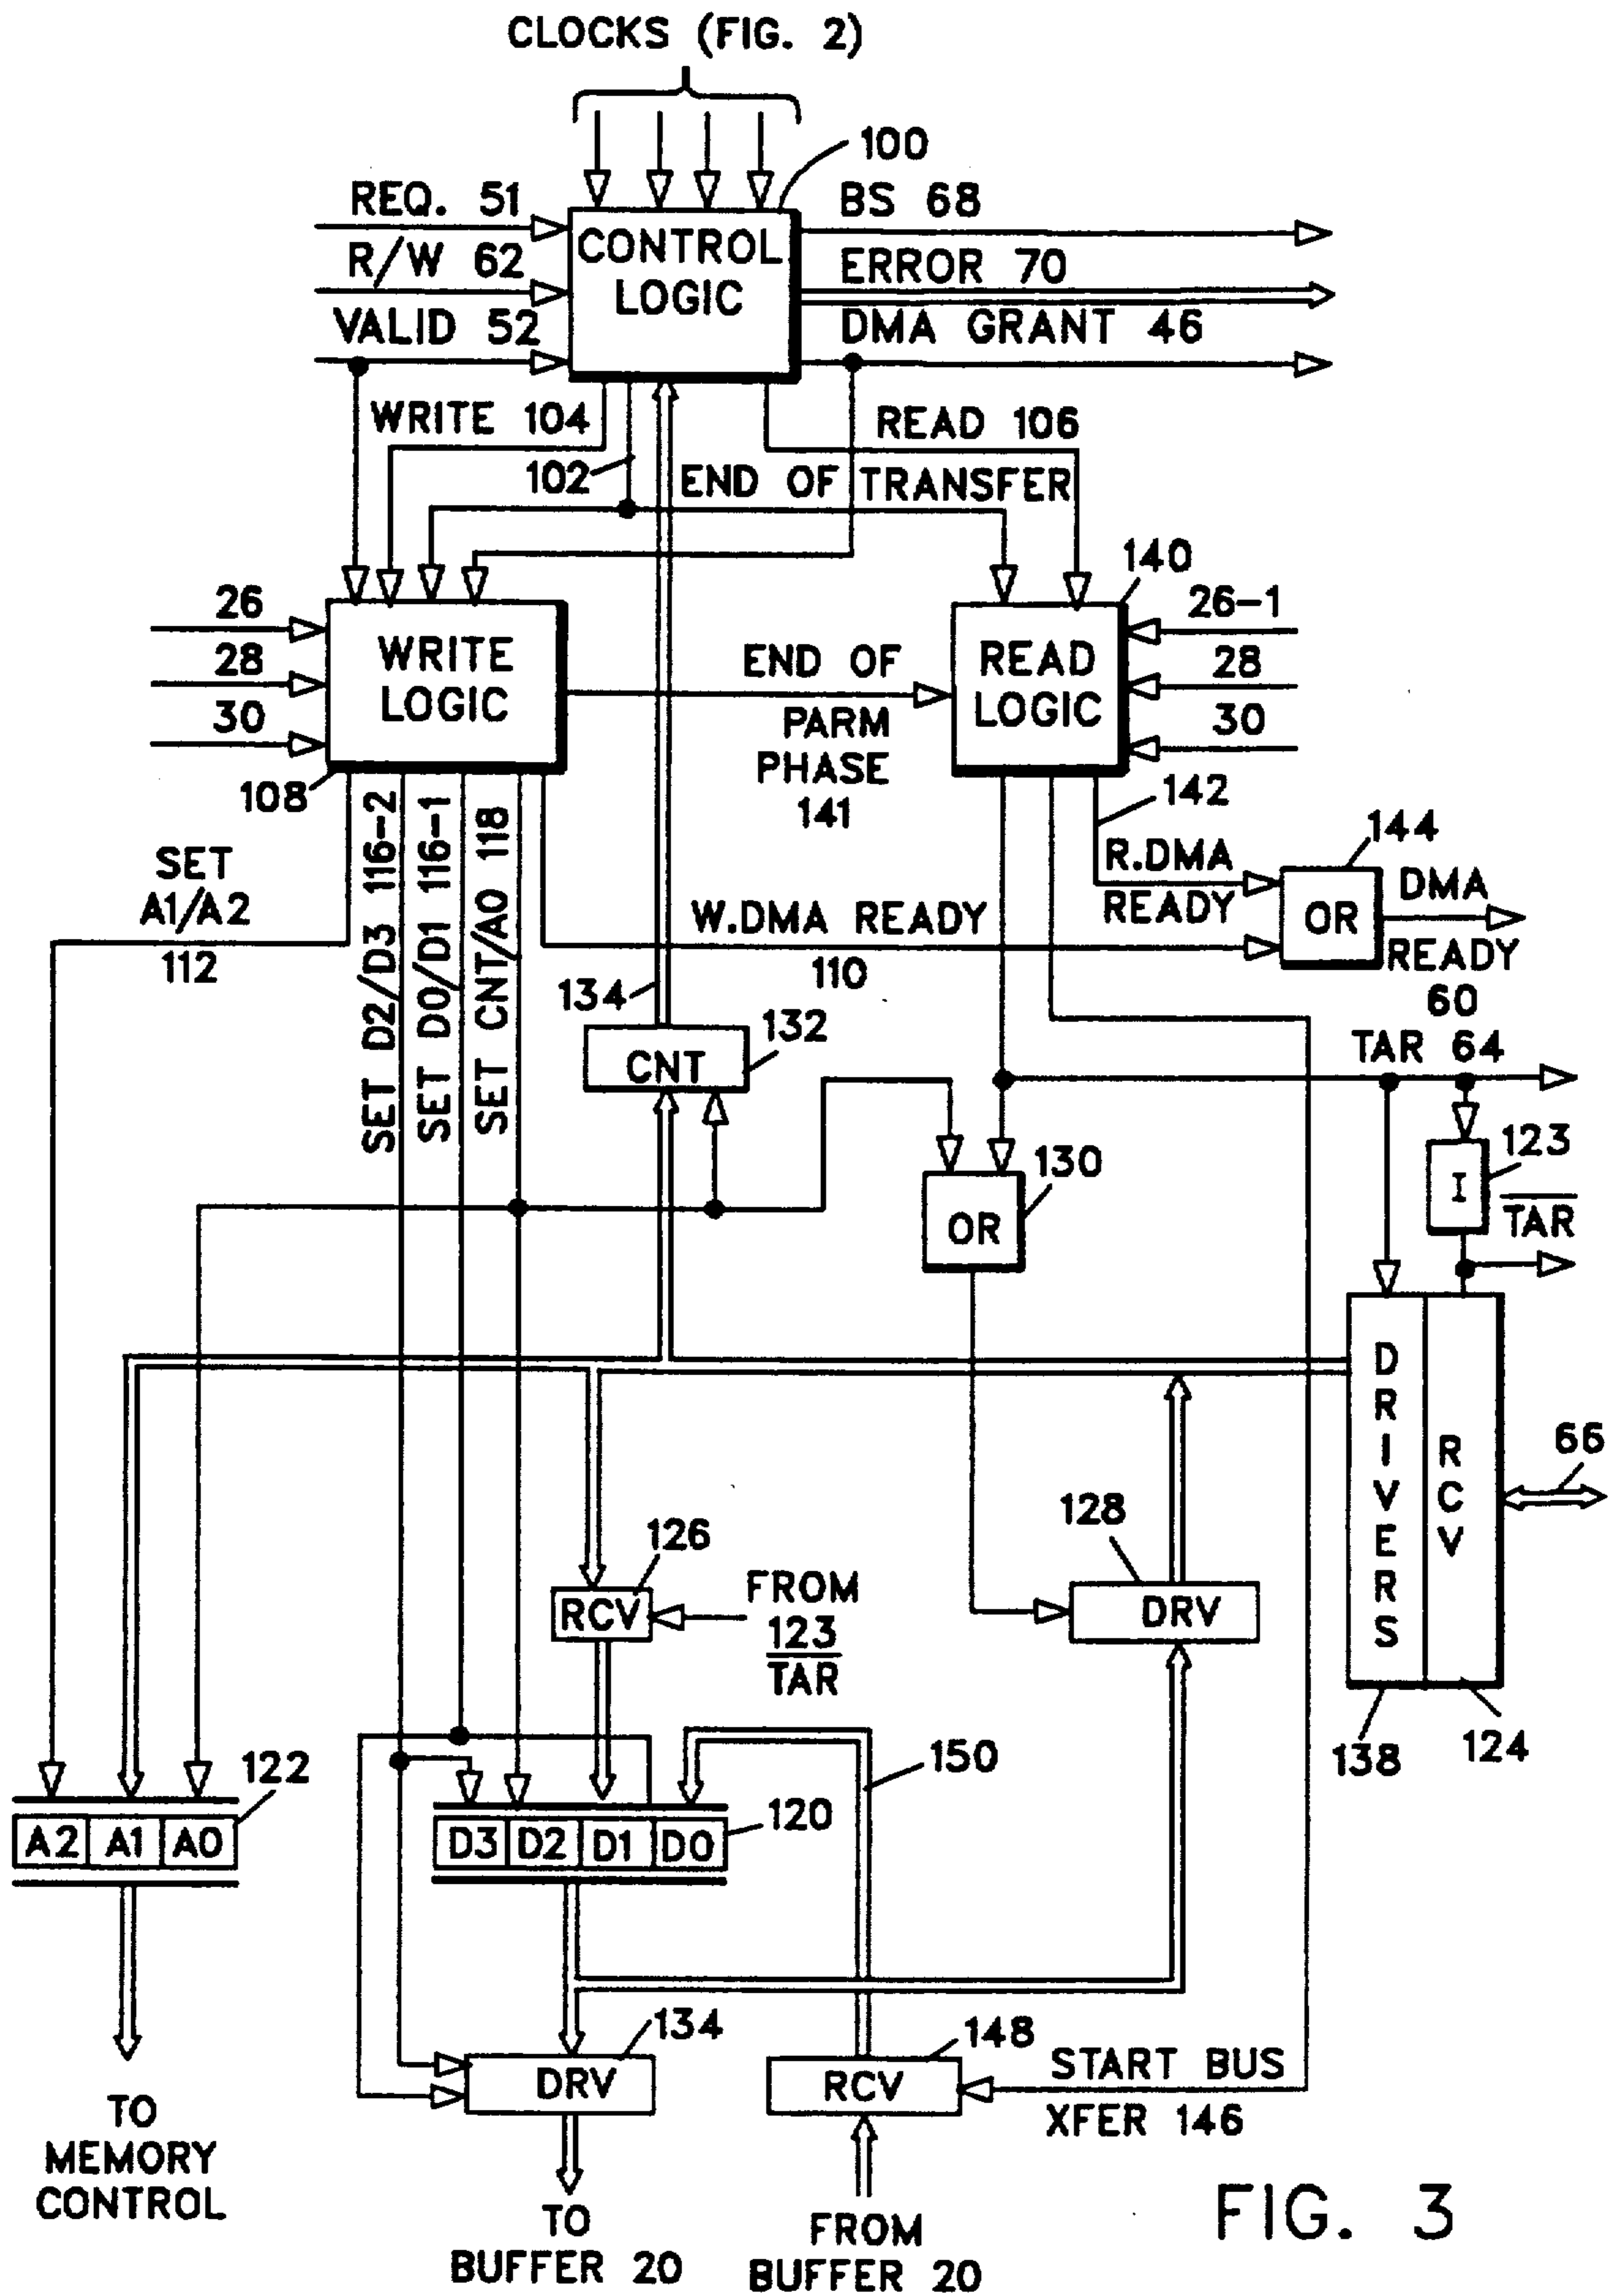 CLOCKS (FIG. 2)
100
REQ. 51
BS 68
R/W 62
CONTROL
LOGIC
ERROR 70
VALID 52
DMA GRANT 46
WRITE 104
READ 106
102
END OF TRANSFER
140
26
26-1
28
WRITE
LOGIC
END OF
PARM
PHASE
141
READ
LOGIC
28
30
30
108
142
SET
A1/A2
112
SET D2/D3 116-2
SET D0/D1 116-1
SET CNT/A0 118
R.DMA
READY
144
OR
DMA
READY
60
W.DMA READY
110
134
CNT
132
TAR 64
130
OR
123
I
TAR
DRIVERS
RCV
66
126
RCV
FROM
123
TAR
128
DRV
138
124
122
150
A2
A1
A0
D3
D2
D1
D0
120
134
DRV
148
RCV
START BUS
XFER 146
TO
MEMORY
CONTROL
TO
BUFFER 20
FROM
BUFFER 20
FIG. 3